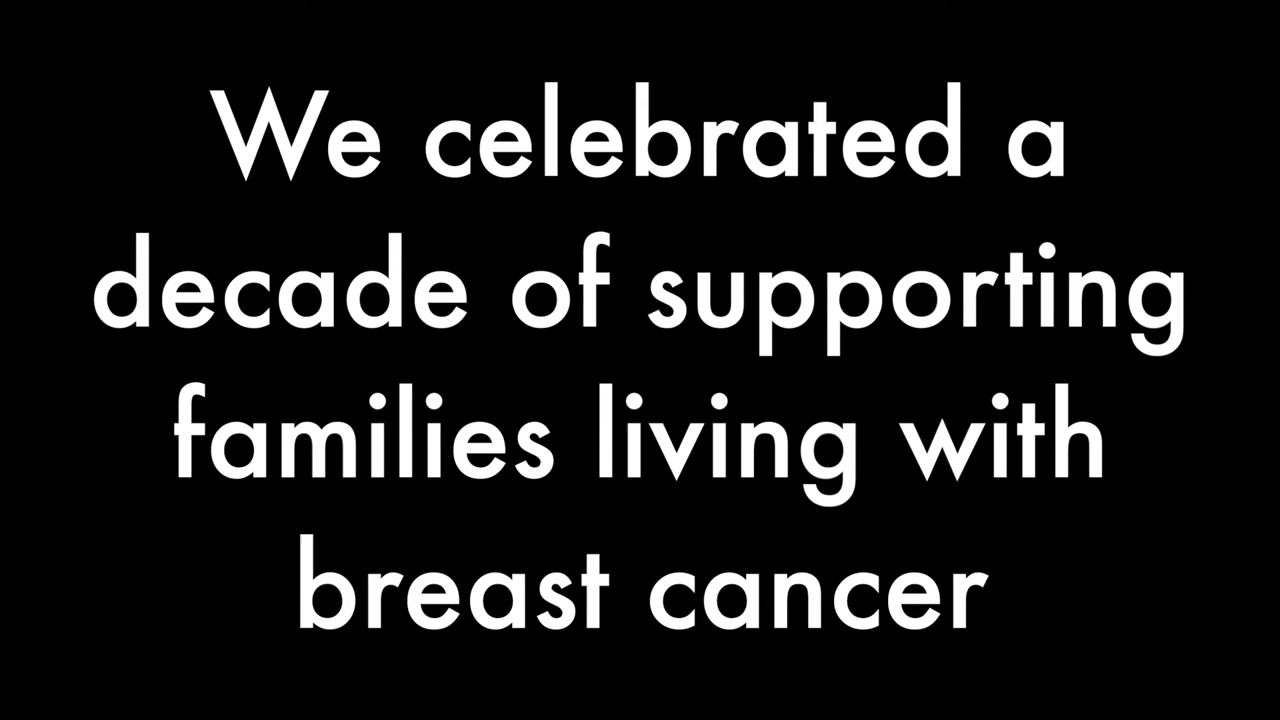 We celebrated a
decade of supporting
families living with
breast cancer